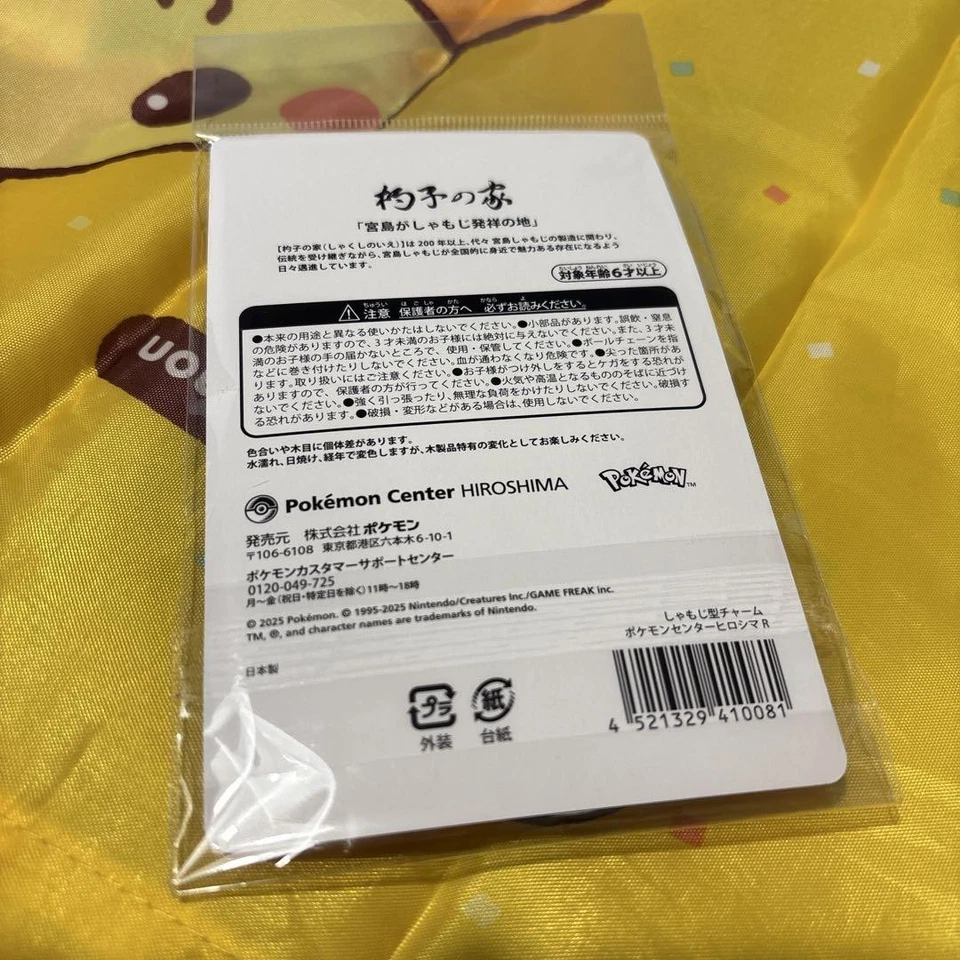 杓子の家
「宮島がしゃもじ発祥の地」
【杓子の家(しゃくしのいえ)】は 200 年以上、代々 宮島しゃもじの製造に関わり、
伝統を受け継ぎながら、宮島しゃもじが全国的に身近で魅力ある存在になるよう
日々邁進しています。
対象年齢6才以上
注意 保護者の方へ 必ずお読みください。
●本来の用途と異なる使いかたはしないでください。●小部品があります。誤飲・窒息
の危険がありますので、3 才未満のお子様には絶対に与えないでください。また、3 才未
満のお子様の手の届かないところで、使用・保管してください。●ボールチェーンを指
などに巻き付けたりしないでください。血が通わなくなり危険です。●尖った箇所があ
ります。取り扱いにはご注意ください。●お子様がつけ外しをするとケガをする恐れが
ありますので、保護者の方が行ってください。●火気や高温となるもののそばに近づけ
ないでください。●強く引っ張ったり、無理な負荷をかけたりしないでください。破損す
る恐れがあります。●破損・変形などがある場合は、使用しないでください。
色合いや木目に個体差があります。
水濡れ、日焼け、経年で変色しますが、木製品特有の変化としてお楽しみください。
Pokémon Center HIROSHIMA
POKéMON™
発売元 株式会社 ポケモン
〒106-6108 東京都港区六本木6-10-1
ポケモンカスタマーサポートセンター
0120-049-725
月〜金(祝日・特定日を除く)11時〜18時
© 2025 Pokémon. © 1995-2025 Nintendo/Creatures Inc./GAME FREAK inc.
TM, ®, and character names are trademarks of Nintendo.
しゃもじ型チャーム
ポケモンセンターヒロシマ R
日本製
プラ
外装
紙
台紙
4 521329 410081